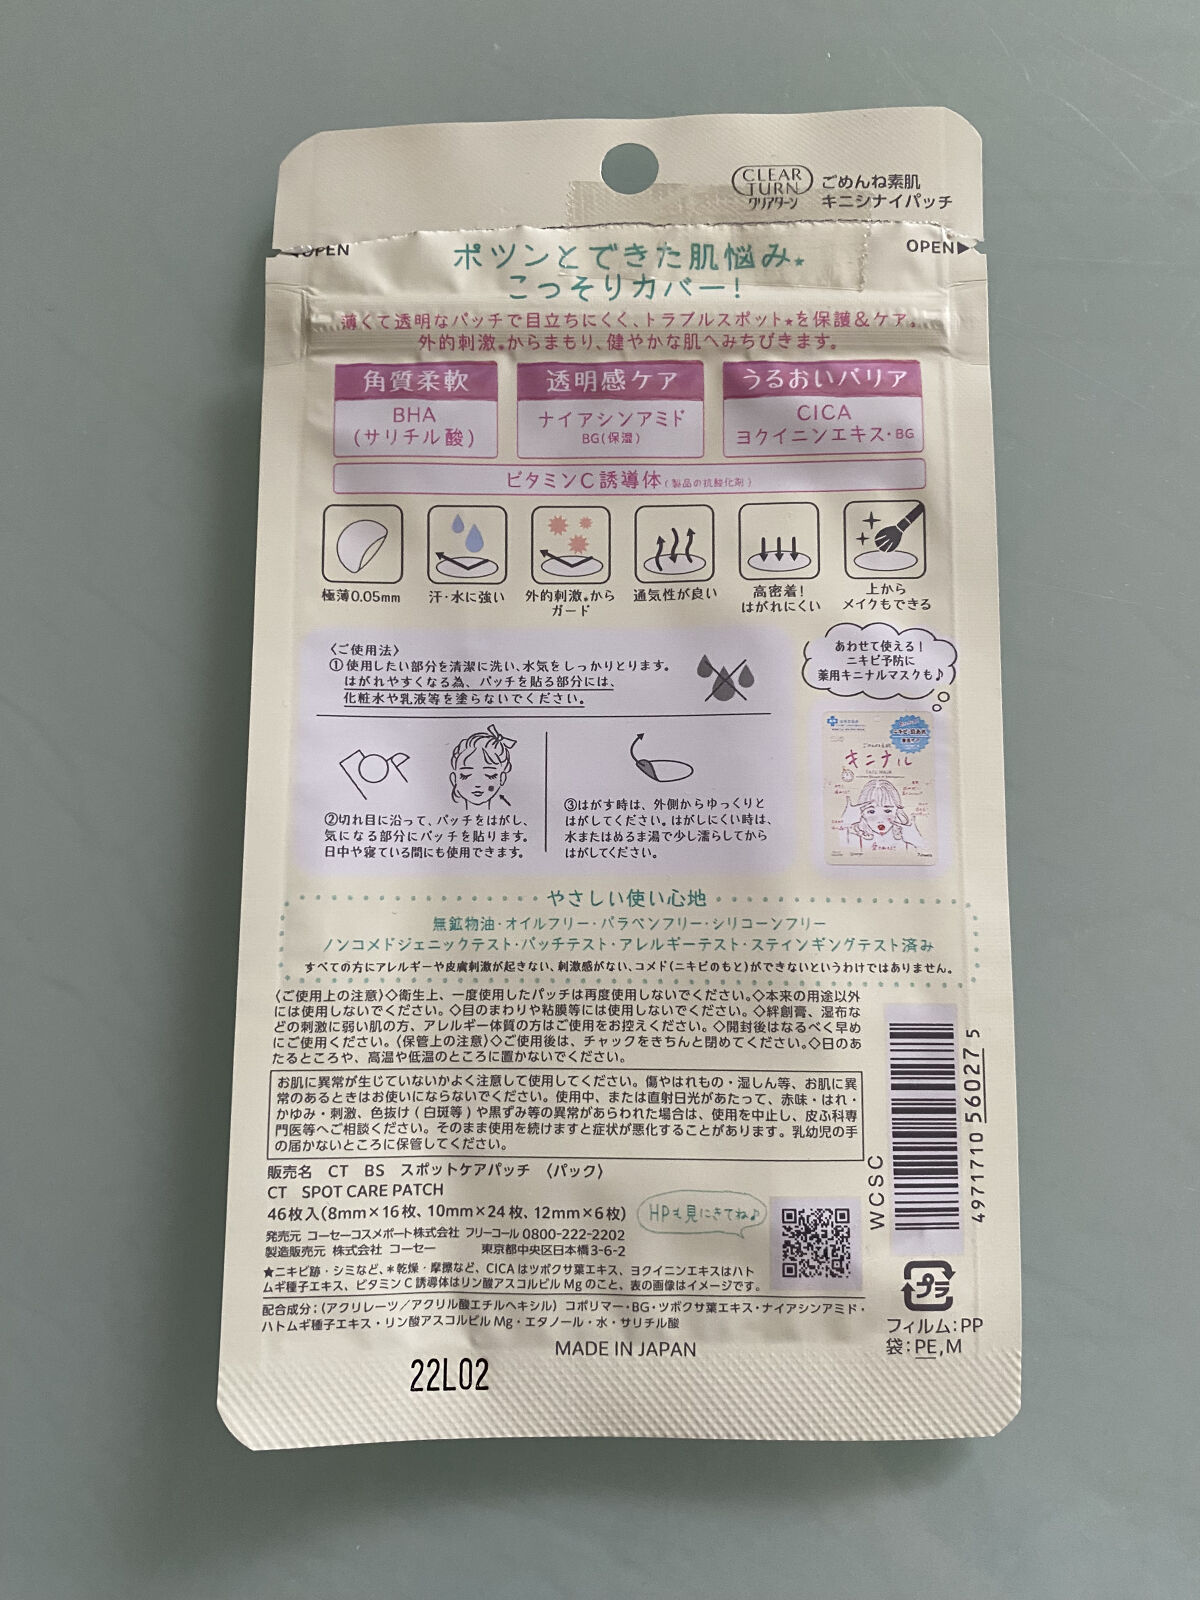 CLEAR TURN
クリアターン
ごめんね素肌
キニシナイパッチ
OPEN
OPEN▶
ポツンとできた肌悩み★
こっそりカバー!
薄くて透明なパッチで目立ちにくく、トラブルスポット★を保護&ケア。
外的刺激*からまもり、健やかな肌へみちびきます。
角質柔軟
BHA
(サリチル酸)
透明感ケア
ナイアシンアミド
BG(保湿)
うるおいバリア
CICA
ヨクイニンエキス・BG
ビタミンC誘導体(製品の抗酸化剤)
極薄0.05mm
汗・水に強い
外的刺激*から
ガード
通気性が良い
高密着!
はがれにくい
上から
メイクもできる
〈ご使用法〉
①使用したい部分を清潔に洗い、水気をしっかりとります。
はがれやすくなる為、パッチを貼る部分には、
化粧水や乳液等を塗らないでください。
あわせて使える!
ニキビ予防に
薬用キニナルマスクも♪
キニナル
②切れ目に沿って、パッチをはがし、
気になる部分にパッチを貼ります。
日中や寝ている間にも使用できます。
③はがす時は、外側からゆっくりと
はがしてください。はがしにくい時は、
水またはぬるま湯で少し濡らしてから
はがしてください。
やさしい使い心地
無鉱物油・オイルフリー・パラベンフリー・シリコーンフリー
ノンコメドジェニックテスト・パッチテスト・アレルギーテスト・スティンギングテスト済み
すべての方にアレルギーや皮膚刺激が起きない、刺激感がない、コメド(ニキビのもと)ができないというわけではありません。
〈ご使用上の注意〉◇衛生上、一度使用したパッチは再度使用しないでください。◇本来の用途以外
には使用しないでください。◇目のまわりや粘膜等には使用しないでください。◇絆創膏、湿布な
どの刺激に弱い肌の方、アレルギー体質の方はご使用をお控えください。◇開封後はなるべく早め
にご使用ください。〈保管上の注意〉◇ご使用後は、チャックをきちんと閉めてください。◇日のあ
たるところや、高温や低温のところに置かないでください。
お肌に異常が生じていないかよく注意して使用してください。傷やはれもの・湿しん等、お肌に異
常のあるときはお使いにならないでください。使用中、または直射日光があたって、赤味・はれ・
かゆみ・刺激、色抜け(白斑等)や黒ずみ等の異常があらわれた場合は、使用を中止し、皮ふ科専
門医等へご相談ください。そのまま使用を続けますと症状が悪化することがあります。乳幼児の手
の届かないところに保管してください。
販売名 CT BS スポットケアパッチ 〈パック〉
CT SPOT CARE PATCH
46枚入(8mm×16枚、10mm×24枚、12mm×6枚)
発売元 コーセーコスメポート株式会社 フリーコール0800-222-2202
製造販売元 株式会社 コーセー 東京都中央区日本橋3-6-2
HPも見にきてね♪
★ニキビ跡・シミなど、*乾燥・摩擦など、CICAはツボクサ葉エキス、ヨクイニンエキスはハト
ムギ種子エキス、ビタミンC誘導体はリン酸アスコルビルMgのこと、表の画像はイメージです。
配合成分:(アクリレーツ/アクリル酸エチルヘキシル)コポリマー・BG・ツボクサ葉エキス・ナイアシンアミド・
ハトムギ種子エキス・リン酸アスコルビルMg・エタノール・水・サリチル酸
MADE IN JAPAN
22L02
WCSC
4971710 56027 5
プラ
フィルム:PP
袋:PE,M